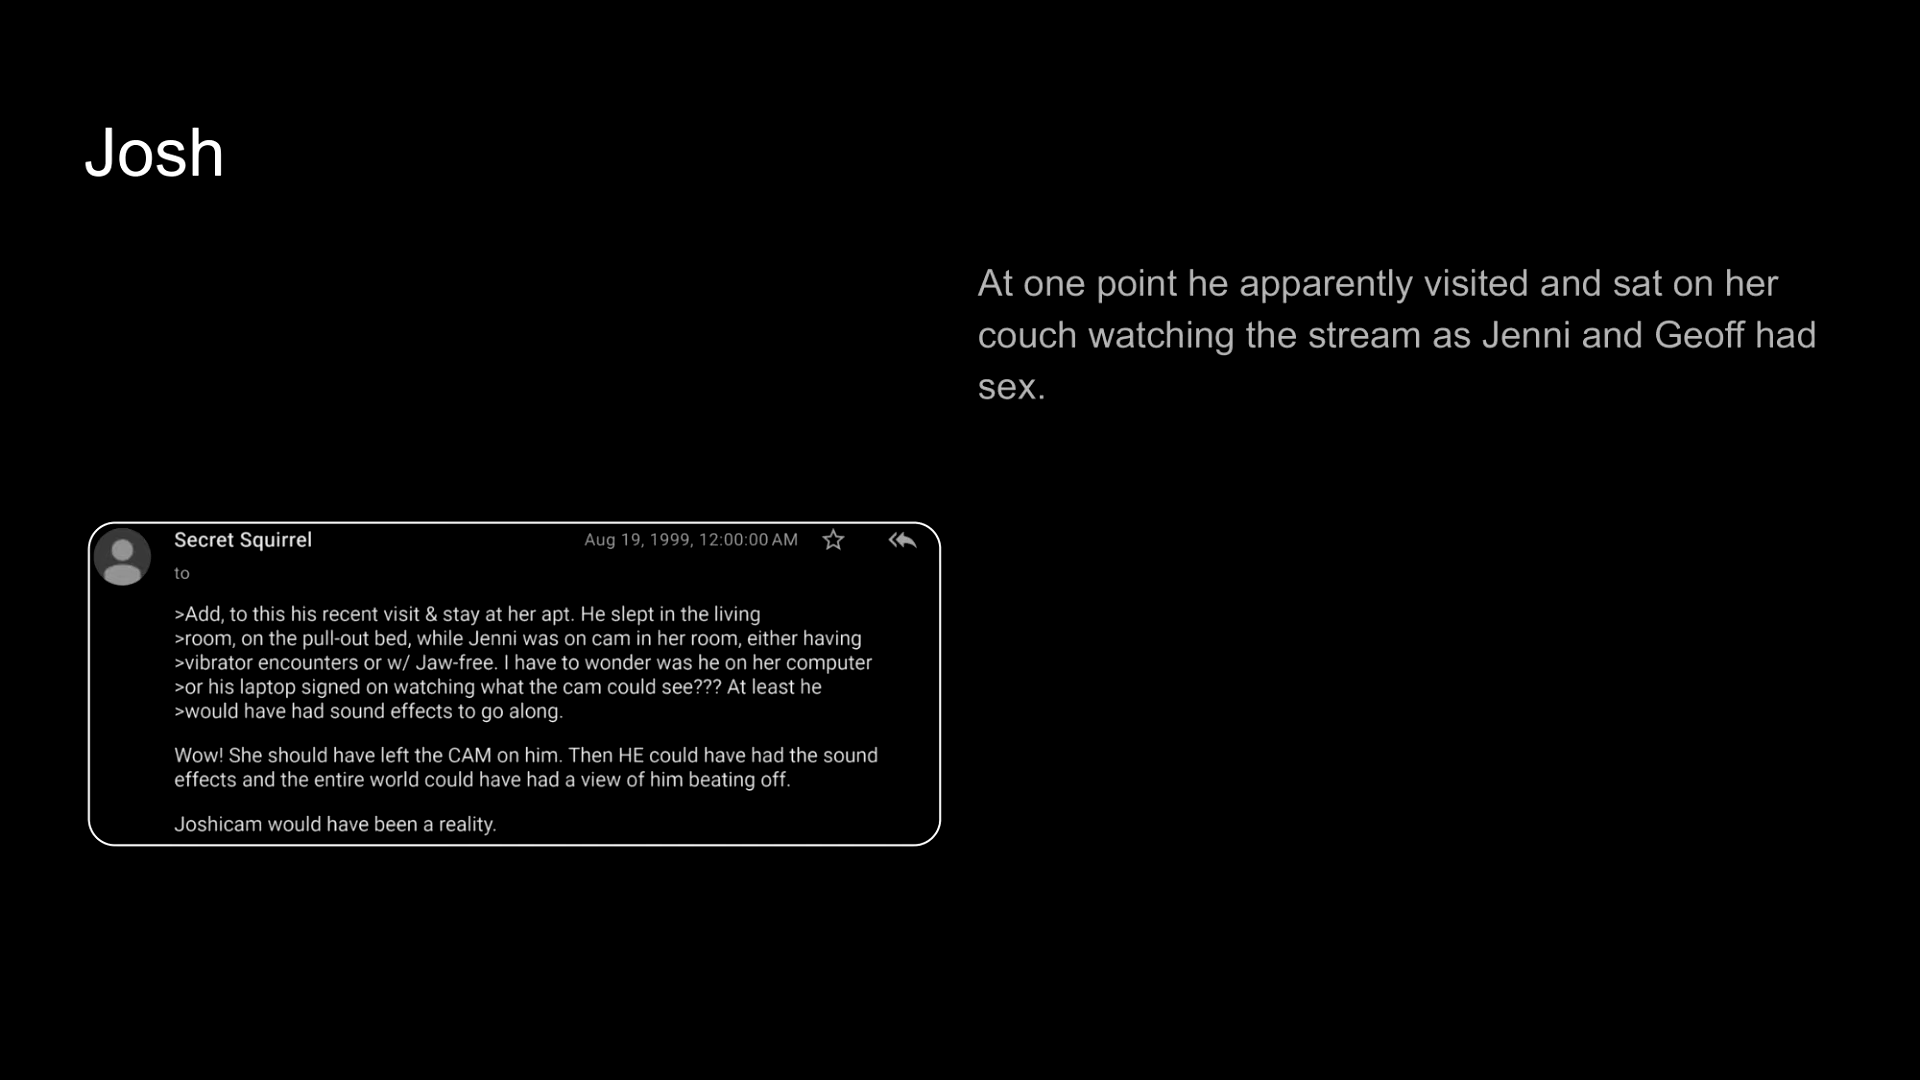 Josh
At one point he apparently visited and sat on her
couch watching the stream as Jenni and Geoff had
sex.
Secret Squirrel
Aug 19, 1999, 12:00:00 AM
to
>Add, to this his recent visit & stay at her apt. He slept in the living
>room, on the pull-out bed, while Jenni was on cam in her room, either having
>vibrator encounters or w/ Jaw-free. I have to wonder was he on her computer
>or his laptop signed on watching what the cam could see??? At least he
>would have had sound effects to go along.
Wow! She should have left the CAM on him. Then HE could have had the sound
effects and the entire world could have had a view of him beating off.
Joshicam would have been a reality.